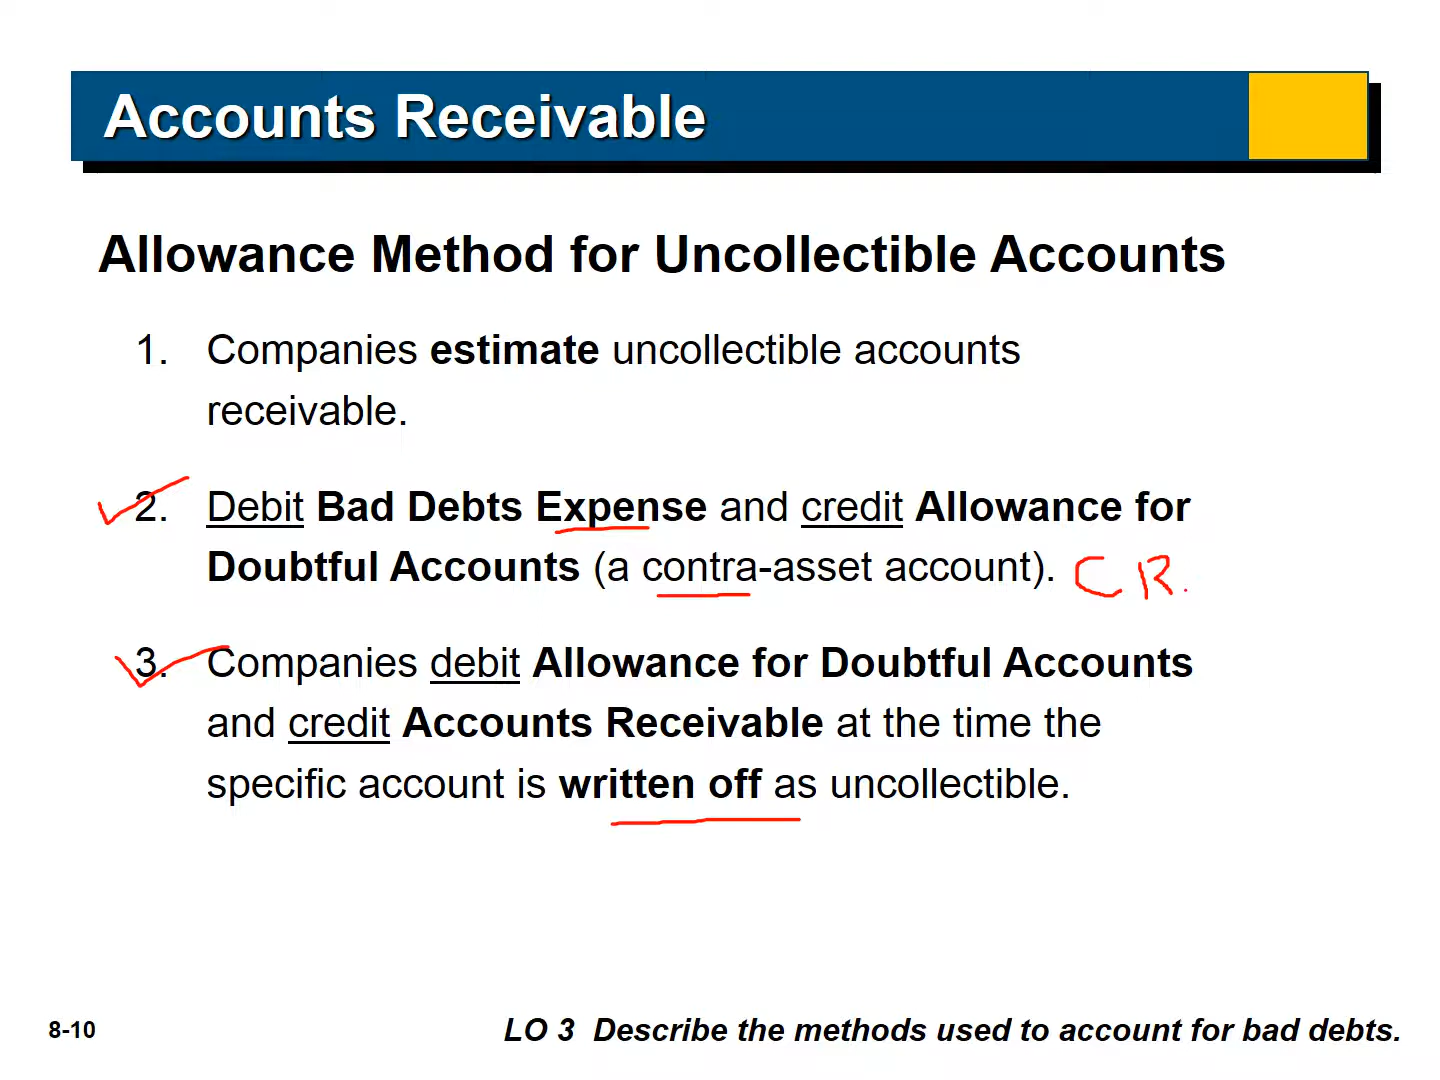 Accounts Receivable
Allowance Method for Uncollectible Accounts
1. Companies estimate uncollectible accounts
receivable.
2. Debit Bad Debts Expense and credit Allowance for
Doubtful Accounts (a contra-asset account). CR.
3. Companies debit Allowance for Doubtful Accounts
and credit Accounts Receivable at the time the
specific account is written off as uncollectible.
8-10
LO 3 Describe the methods used to account for bad debts.